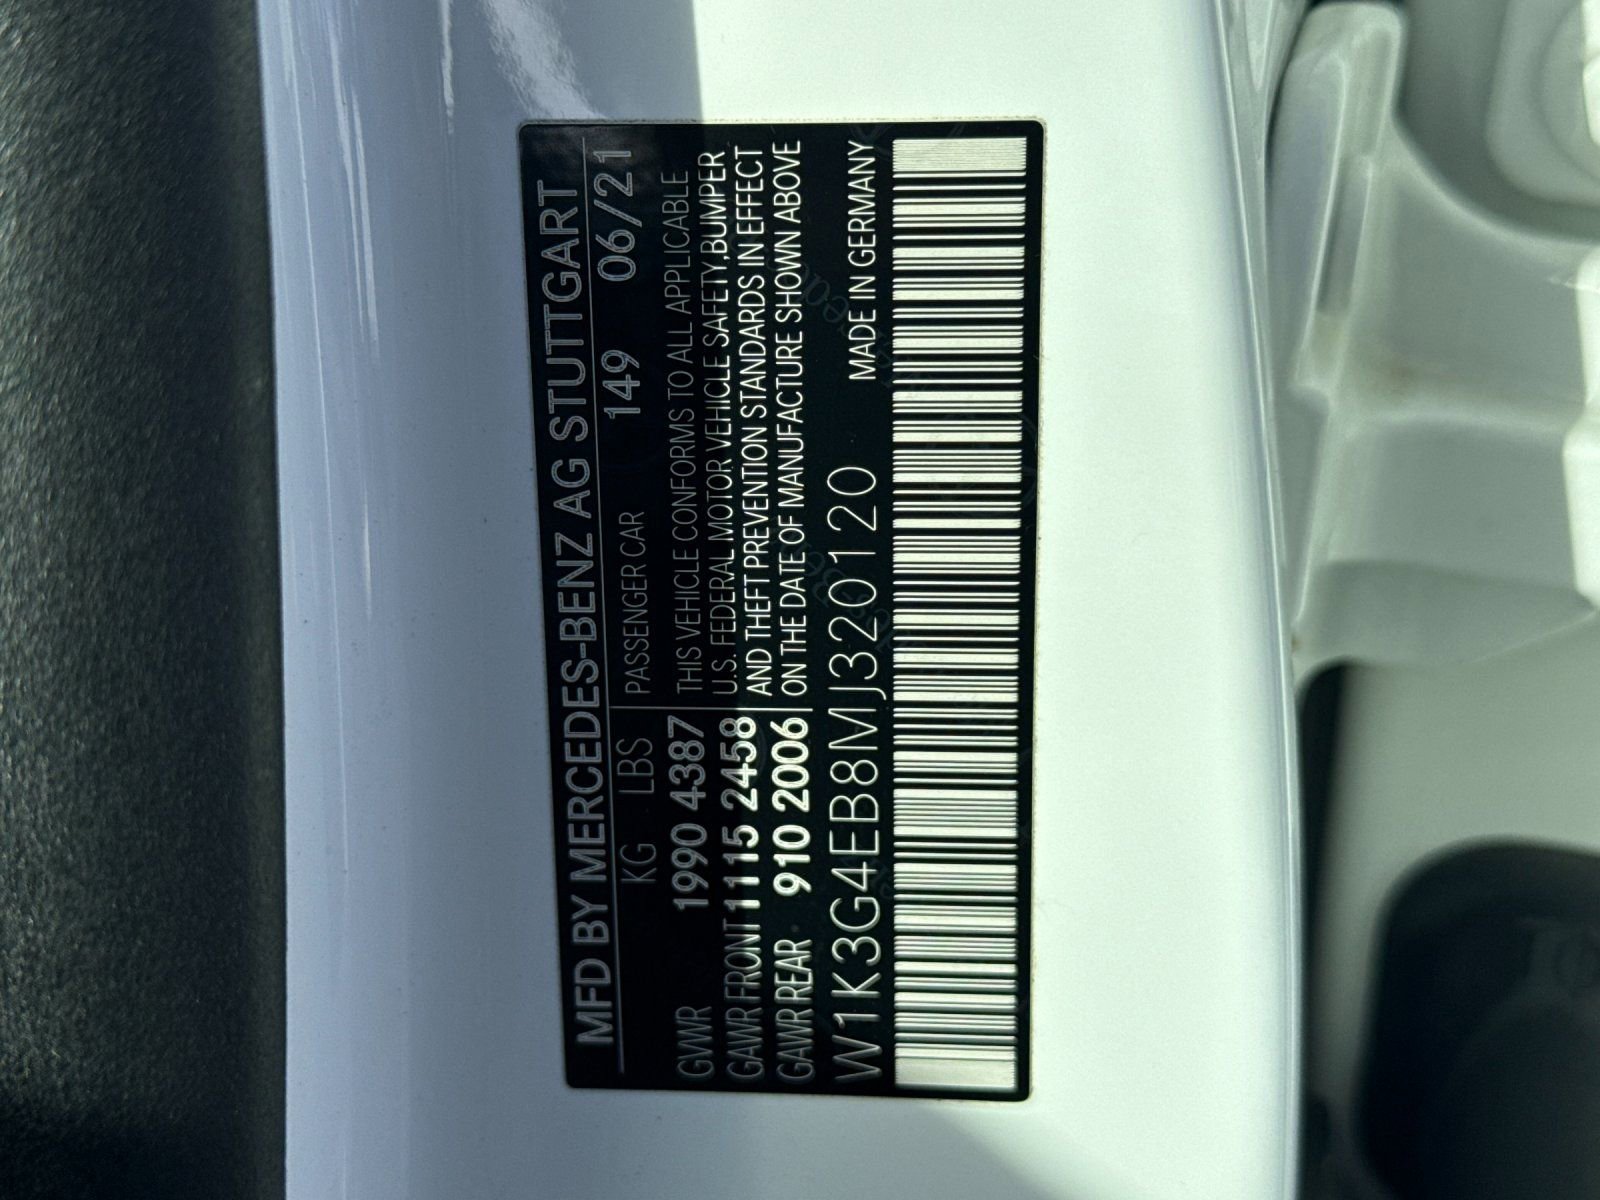 MFD BY MERCEDES-BENZ AG STUTTGART
KG LBS PASSENGER CAR 149 06/21
GVWR 1990 4387 THIS VEHICLE CONFORMS TO ALL APPLICABLE
GAWR FRONT 1115 2458 U.S. FEDERAL MOTOR VEHICLE SAFETY, BUMPER
AND THEFT PREVENTION STANDARDS IN EFFECT
GAWR REAR 910 2006 ON THE DATE OF MANUFACTURE SHOWN ABOVE
W1K3G4EB8MJ320120 MADE IN GERMANY